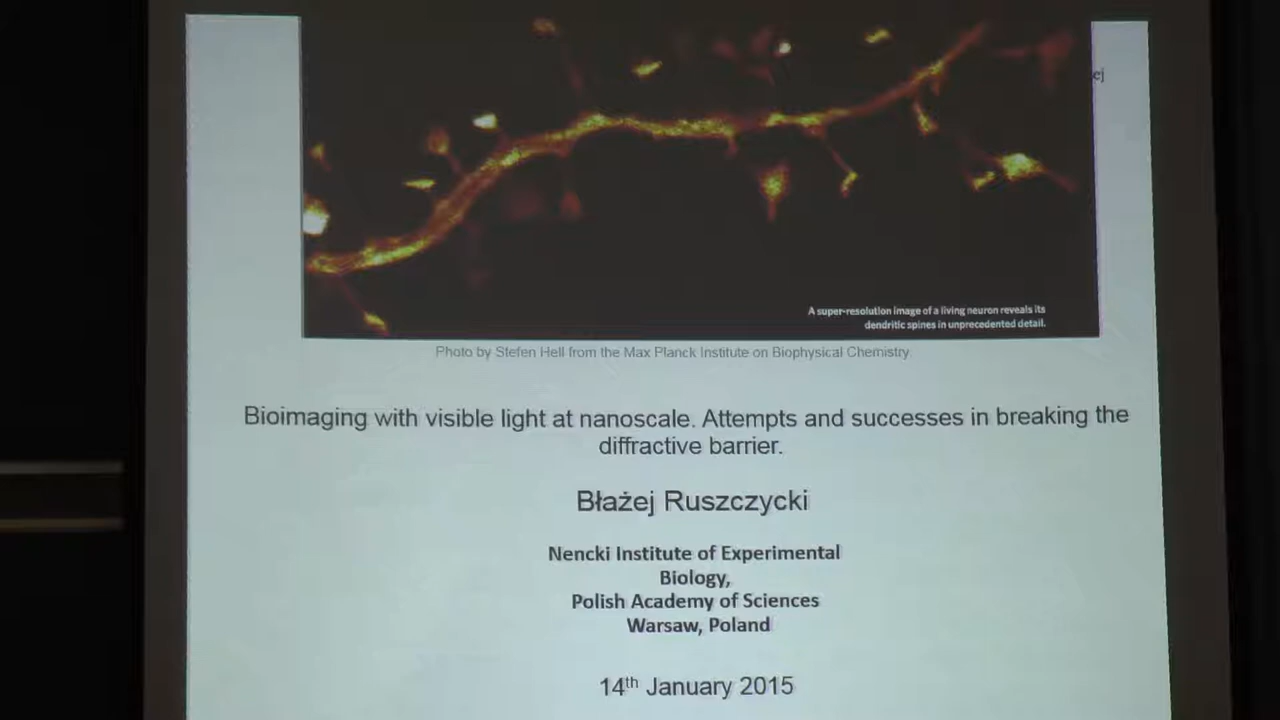 ej
A super-resolution image of a living neuron reveals its
dendritic spines in unprecedented detail.
Photo by Stefen Hell from the Max Planck Institute on Biophysical Chemistry.
Bioimaging with visible light at nanoscale. Attempts and successes in breaking the
diffractive barrier.
Błażej Ruszczycki
Nencki Institute of Experimental
Biology,
Polish Academy of Sciences
Warsaw, Poland
14th January 2015